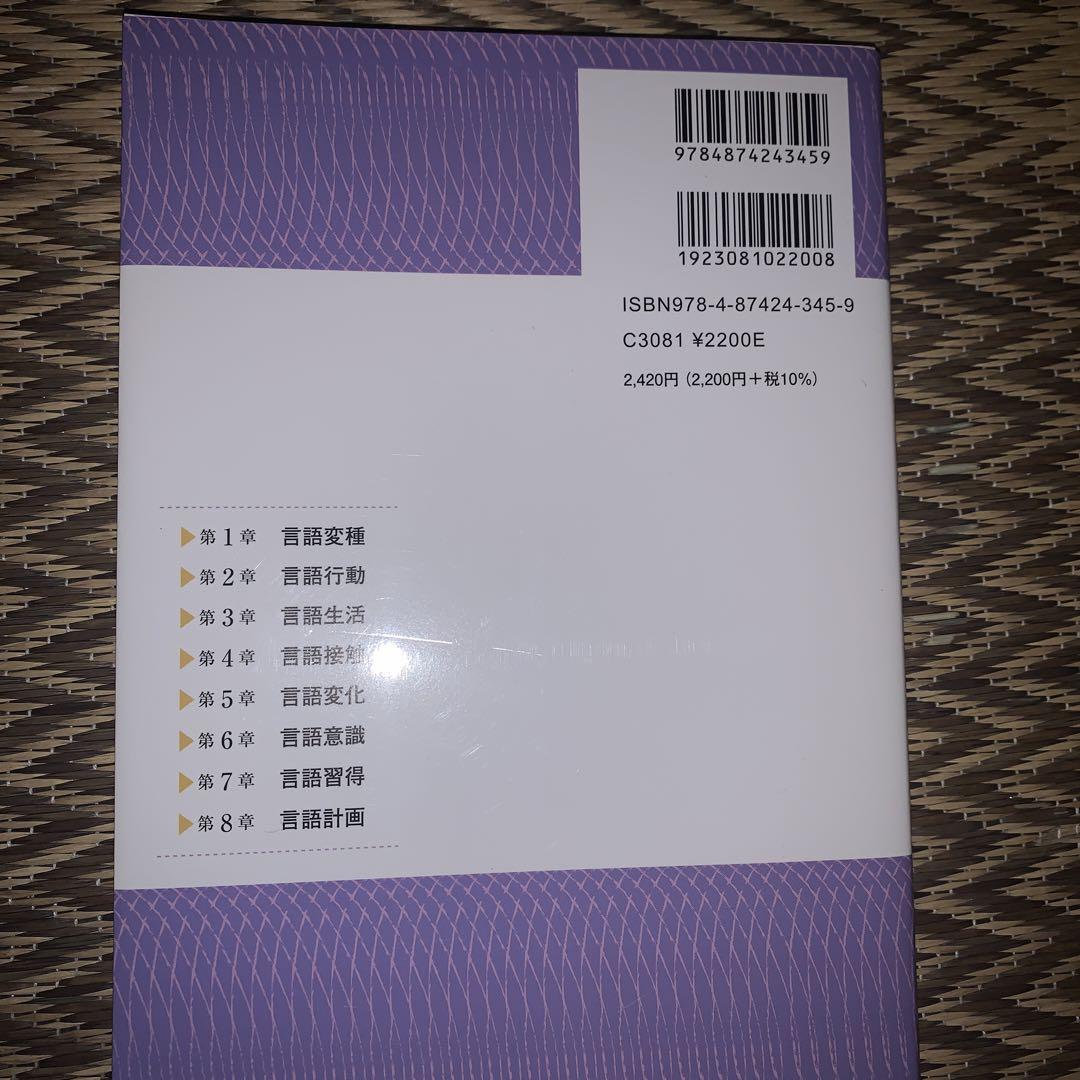 9784874243459
1923081022008
ISBN978-4-87424-345-9
C3081 ¥2200E
2,420円（2,200円＋税10%）
▶第1章 言語変種
▶第2章 言語行動
▶第3章 言語生活
▶第4章 言語接触
▶第5章 言語変化
▶第6章 言語意識
▶第7章 言語習得
▶第8章 言語計画